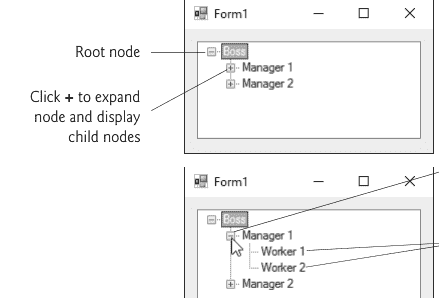 Form1
Root node
Boss
Manager 1
Manager 2
Click + to expand
node and display
child nodes
Form1
Boss
Manager 1
Worker 1
Worker 2
Manager 2